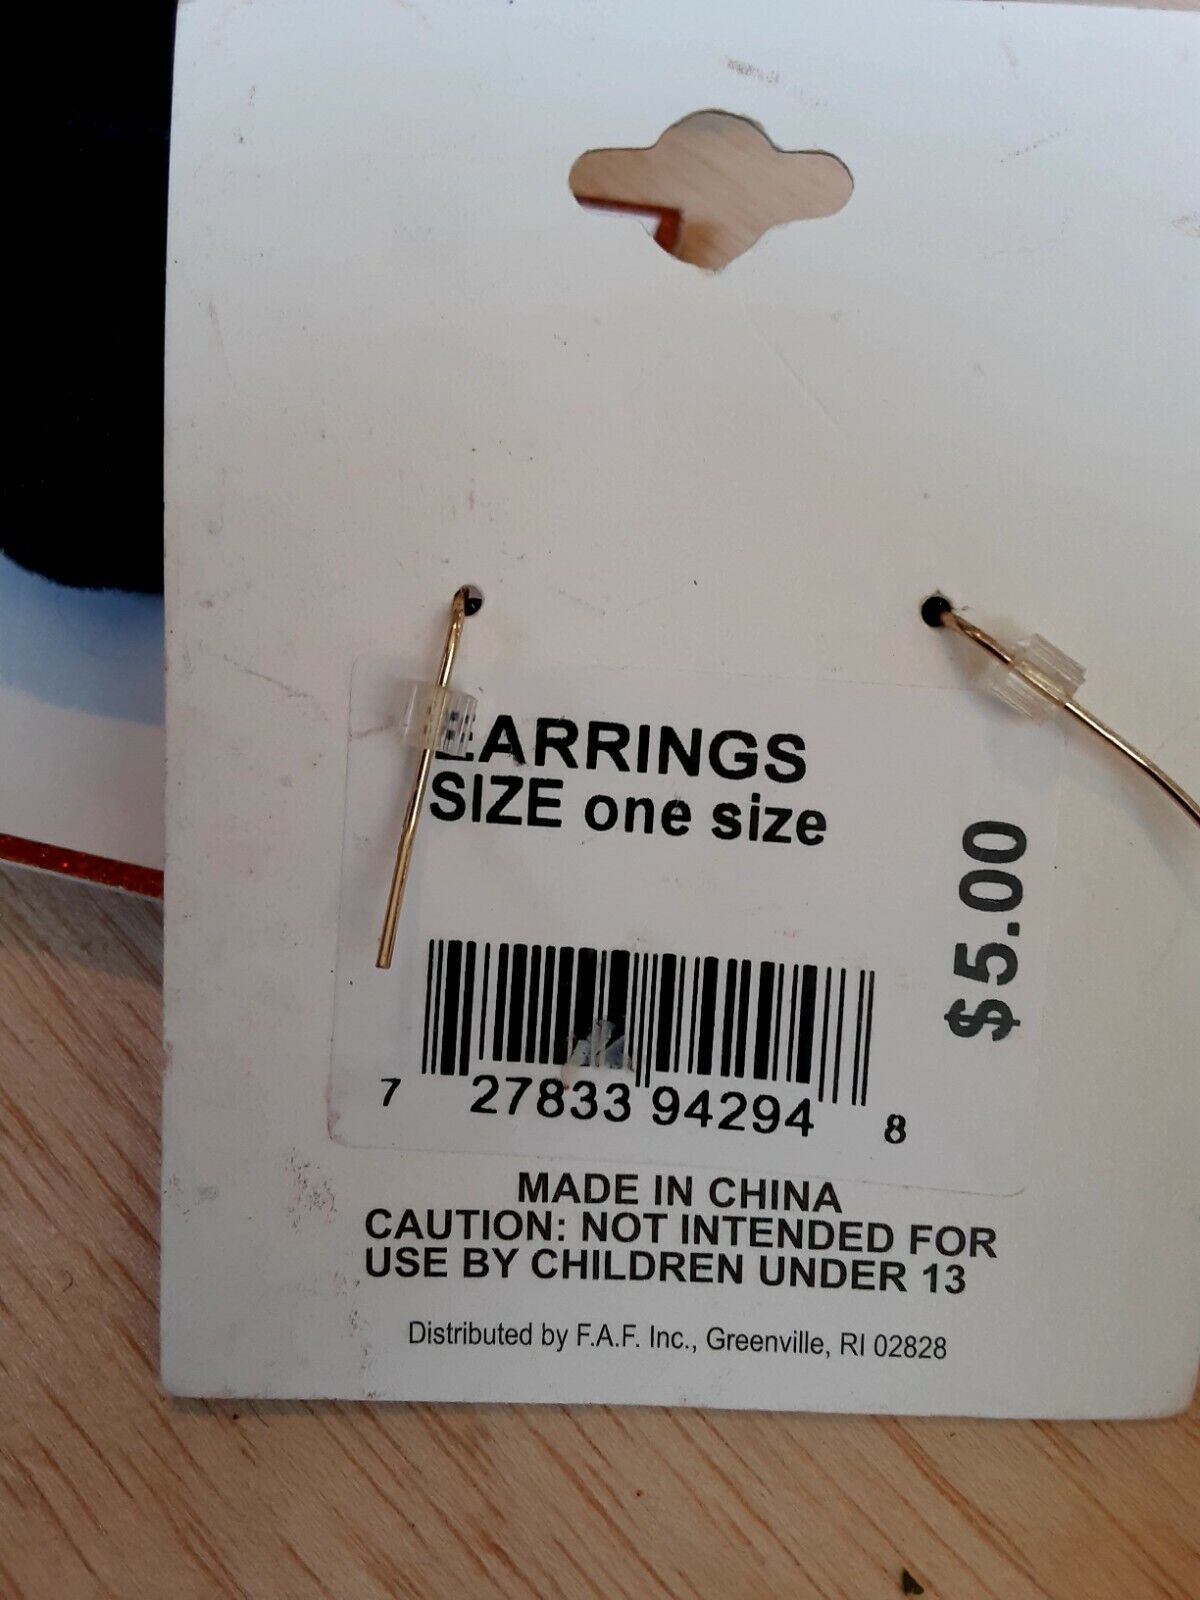 EARRINGS
SIZE one size
$5.00
7 27833 94294 8
MADE IN CHINA
CAUTION: NOT INTENDED FOR
USE BY CHILDREN UNDER 13
Distributed by F.A.F. Inc., Greenville, RI 02828